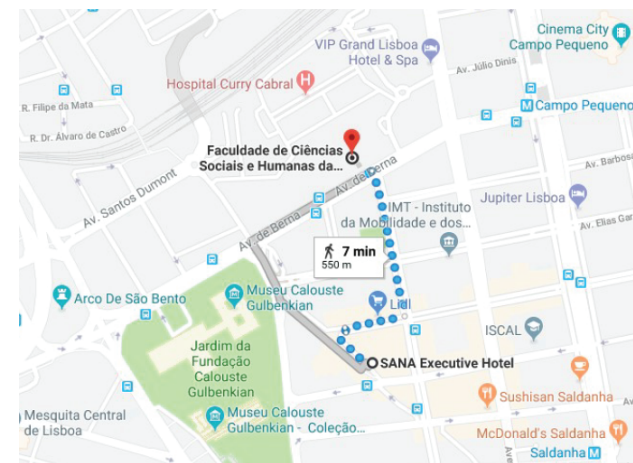 Cinema City
Campo Pequeno
VIP Grand Lisboa
Hotel & Spa
Av. Júlio Dinis
Hospital Curry Cabral
H
M Campo Pequeno
R. Filipe da Mata
R. Dr. Álvaro de Castro
Faculdade de Ciências
Sociais e Humanas da...
Av. de Berna
Av. Barbosa
Av. Santos Dumont
IMT - Instituto
da Mobilidade e dos...
Jupiter Lisboa
Av. Elias Gar
Av. de Berna
7 min
550 m
Arco De São Bento
Museu Calouste
Gulbenkian
Lidl
ISCAL
Jardim da
Fundação
Calouste
Gulbenkian
SANA Executive Hotel
Sushisan Saldanha
Mesquita Central
de Lisboa
Museu Calouste
Gulbenkian - Coleção...
McDonald's Saldanha
Saldanha M